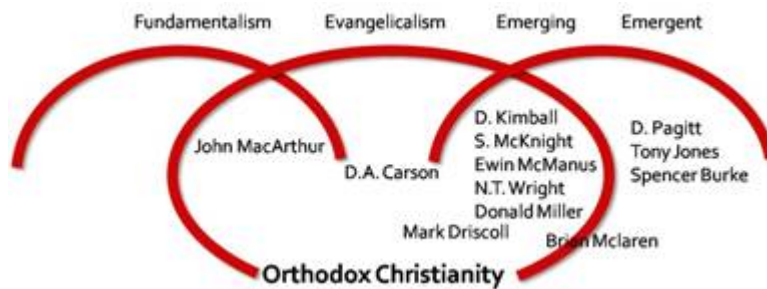 Fundamentalism Evangelicalism Emerging Emergent
John MacArthur
D.A. Carson
D. Kimball
S. McKnight
Ewin McManus
N.T. Wright
Donald Miller
Mark Driscoll
D. Pagitt
Tony Jones
Spencer Burke
Brian Mclaren
Orthodox Christianity